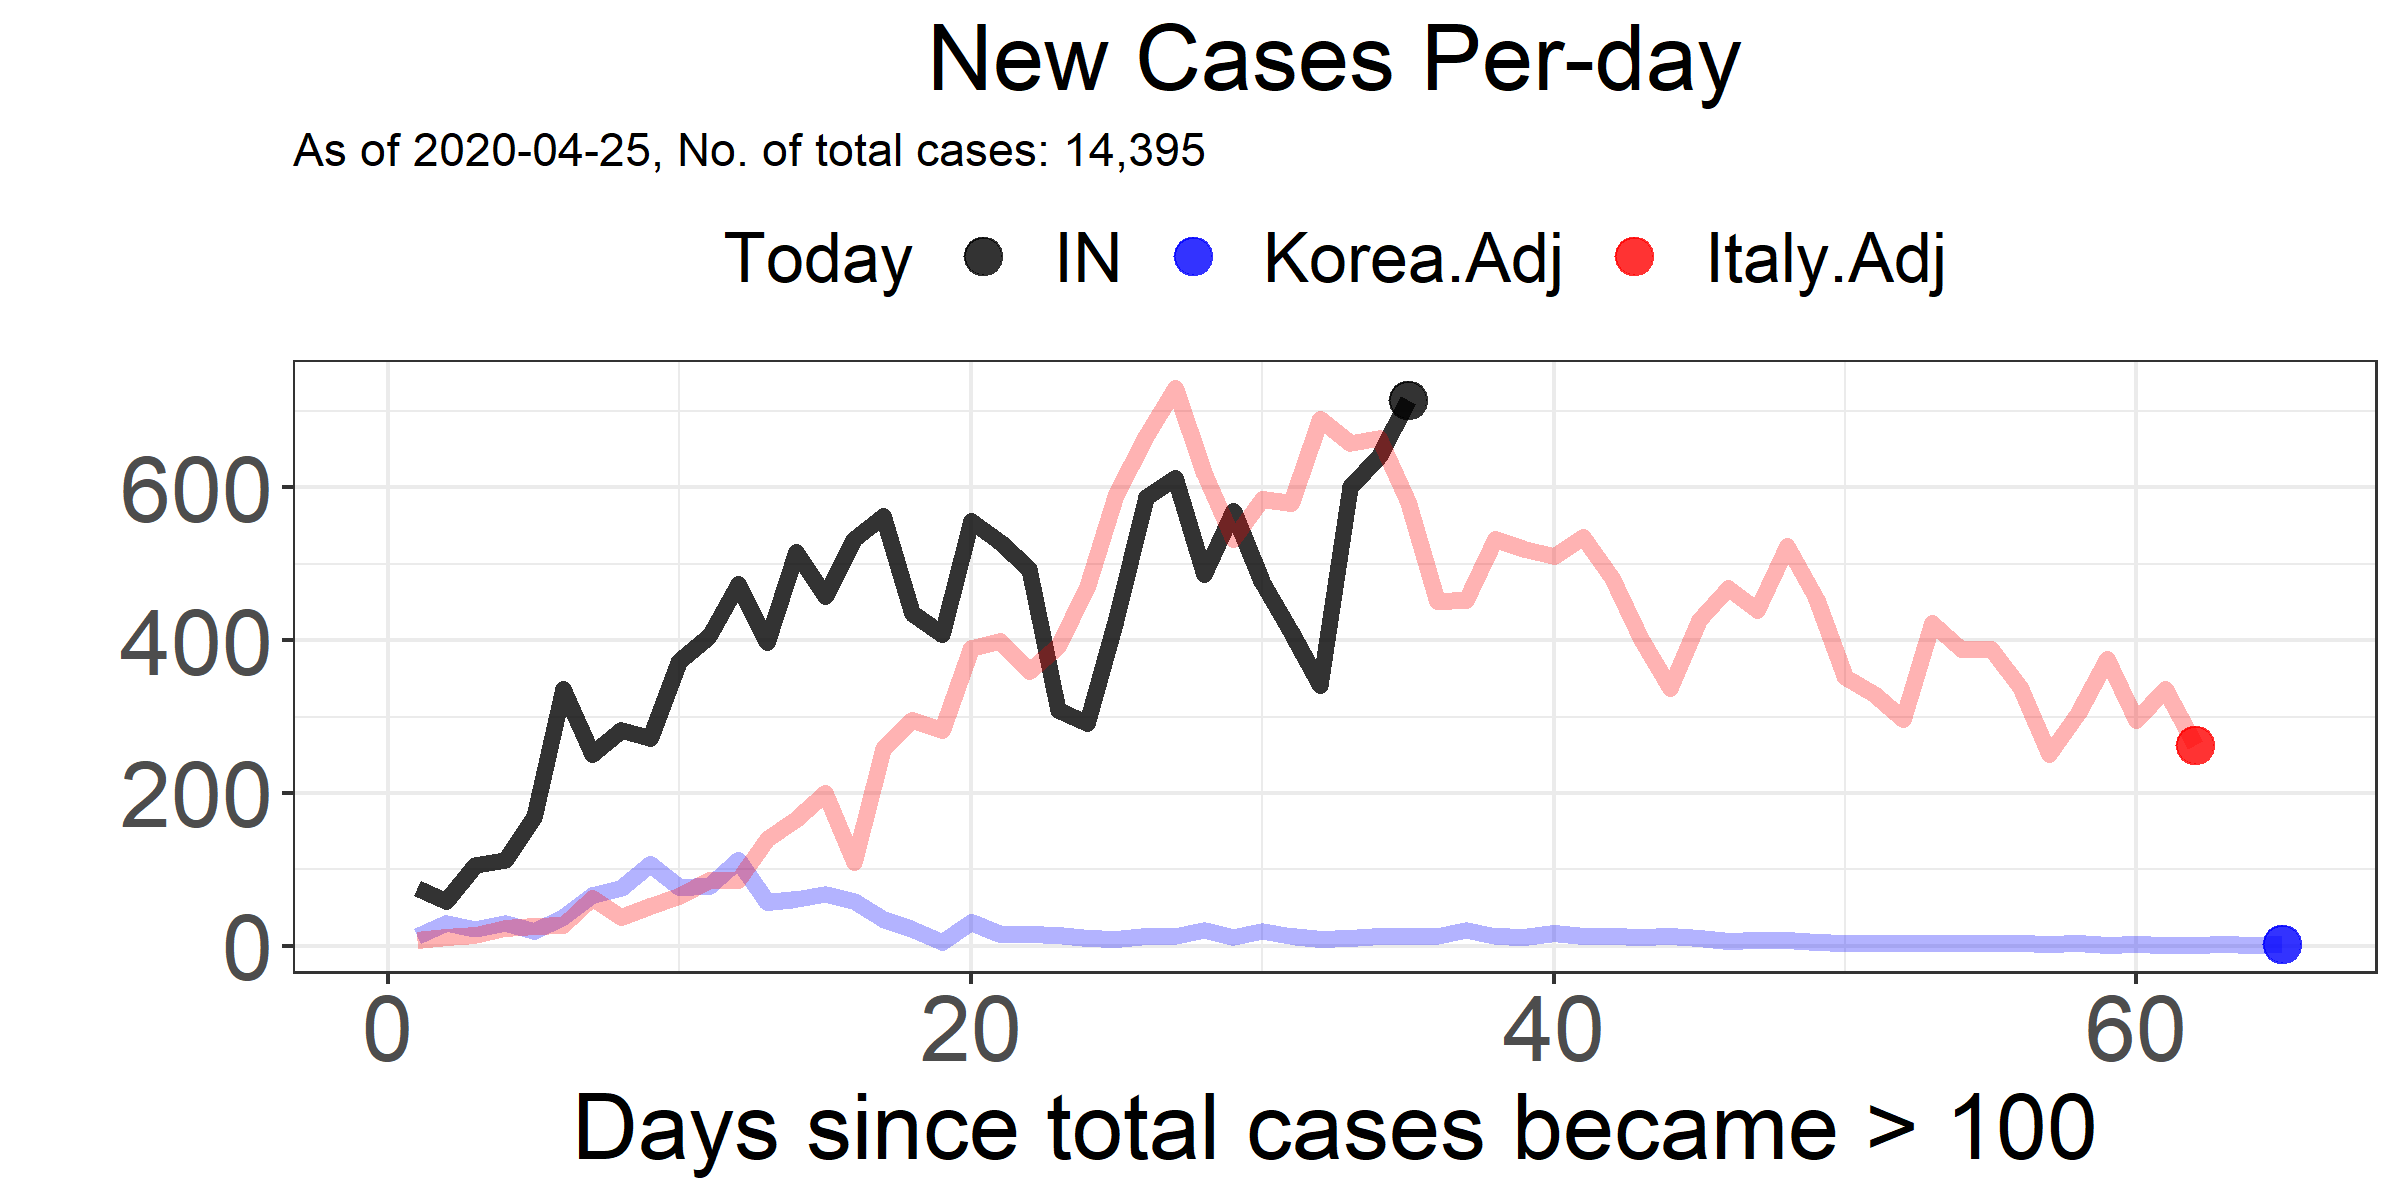 New Cases Per-day
As of 2020-04-25, No. of total cases: 14,395
Today IN Korea.Adj Italy.Adj
600
400
200
0
0 20 40 60
Days since total cases became > 100